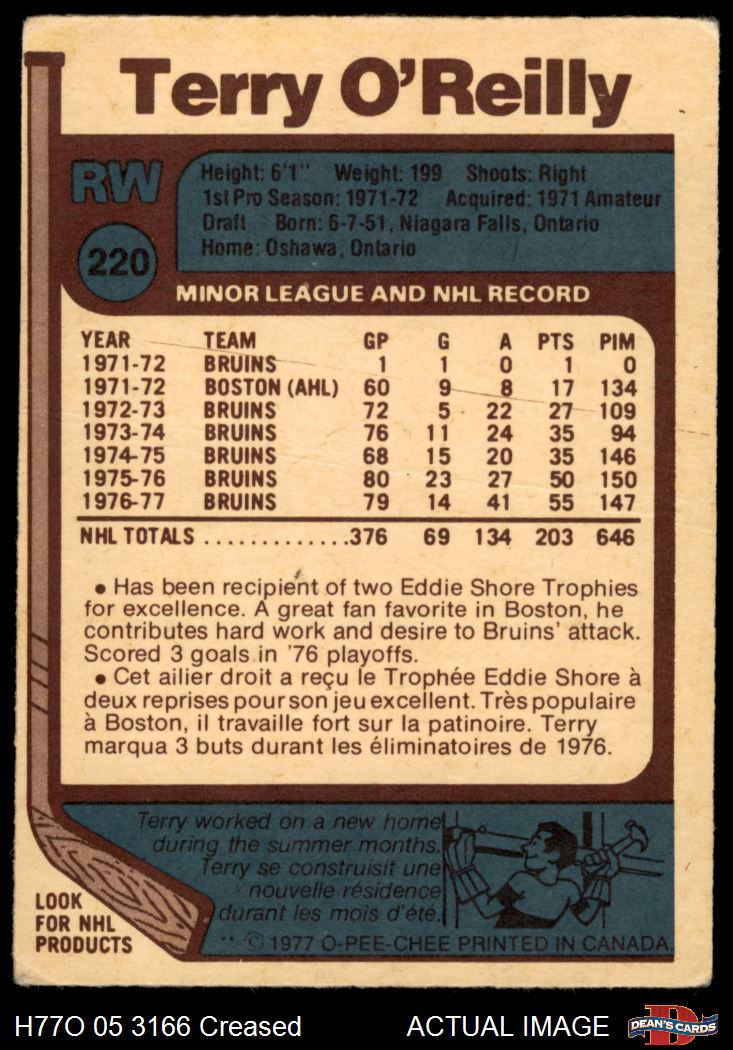 Terry O'Reilly
RW
220
Height: 6'1" Weight: 199 Shoots: Right
1st Pro Season: 1971-72 Acquired: 1971 Amateur
Draft Born: 6-7-51, Niagara Falls, Ontario
Home: Oshawa, Ontario
MINOR LEAGUE AND NHL RECORD
YEAR TEAM GP G A PTS PIM
1971-72 BRUINS 1 1 0 1 0
1971-72 BOSTON (AHL) 60 9 8 17 134
1972-73 BRUINS 72 5 22 27 109
1973-74 BRUINS 76 11 24 35 94
1974-75 BRUINS 68 15 20 35 146
1975-76 BRUINS 80 23 27 50 150
1976-77 BRUINS 79 14 41 55 147
NHL TOTALS .............376 69 134 203 646
• Has been recipient of two Eddie Shore Trophies
for excellence. A great fan favorite in Boston, he
contributes hard work and desire to Bruins' attack.
Scored 3 goals in '76 playoffs.
• Cet ailier droit a reçu le Trophée Eddie Shore à
deux reprises pour son jeu excellent. Très populaire
à Boston, il travaille fort sur la patinoire. Terry
marqua 3 buts durant les éliminatoires de 1976.
Terry worked on a new home
during the summer months.
Terry se construisit une
nouvelle résidence
durant les mois d'été.
LOOK
FOR NHL
PRODUCTS
** © 1977 O-PEE-CHEE PRINTED IN CANADA.
H77O 05 3166 Creased ACTUAL IMAGE
D
DEAN'S CARDS